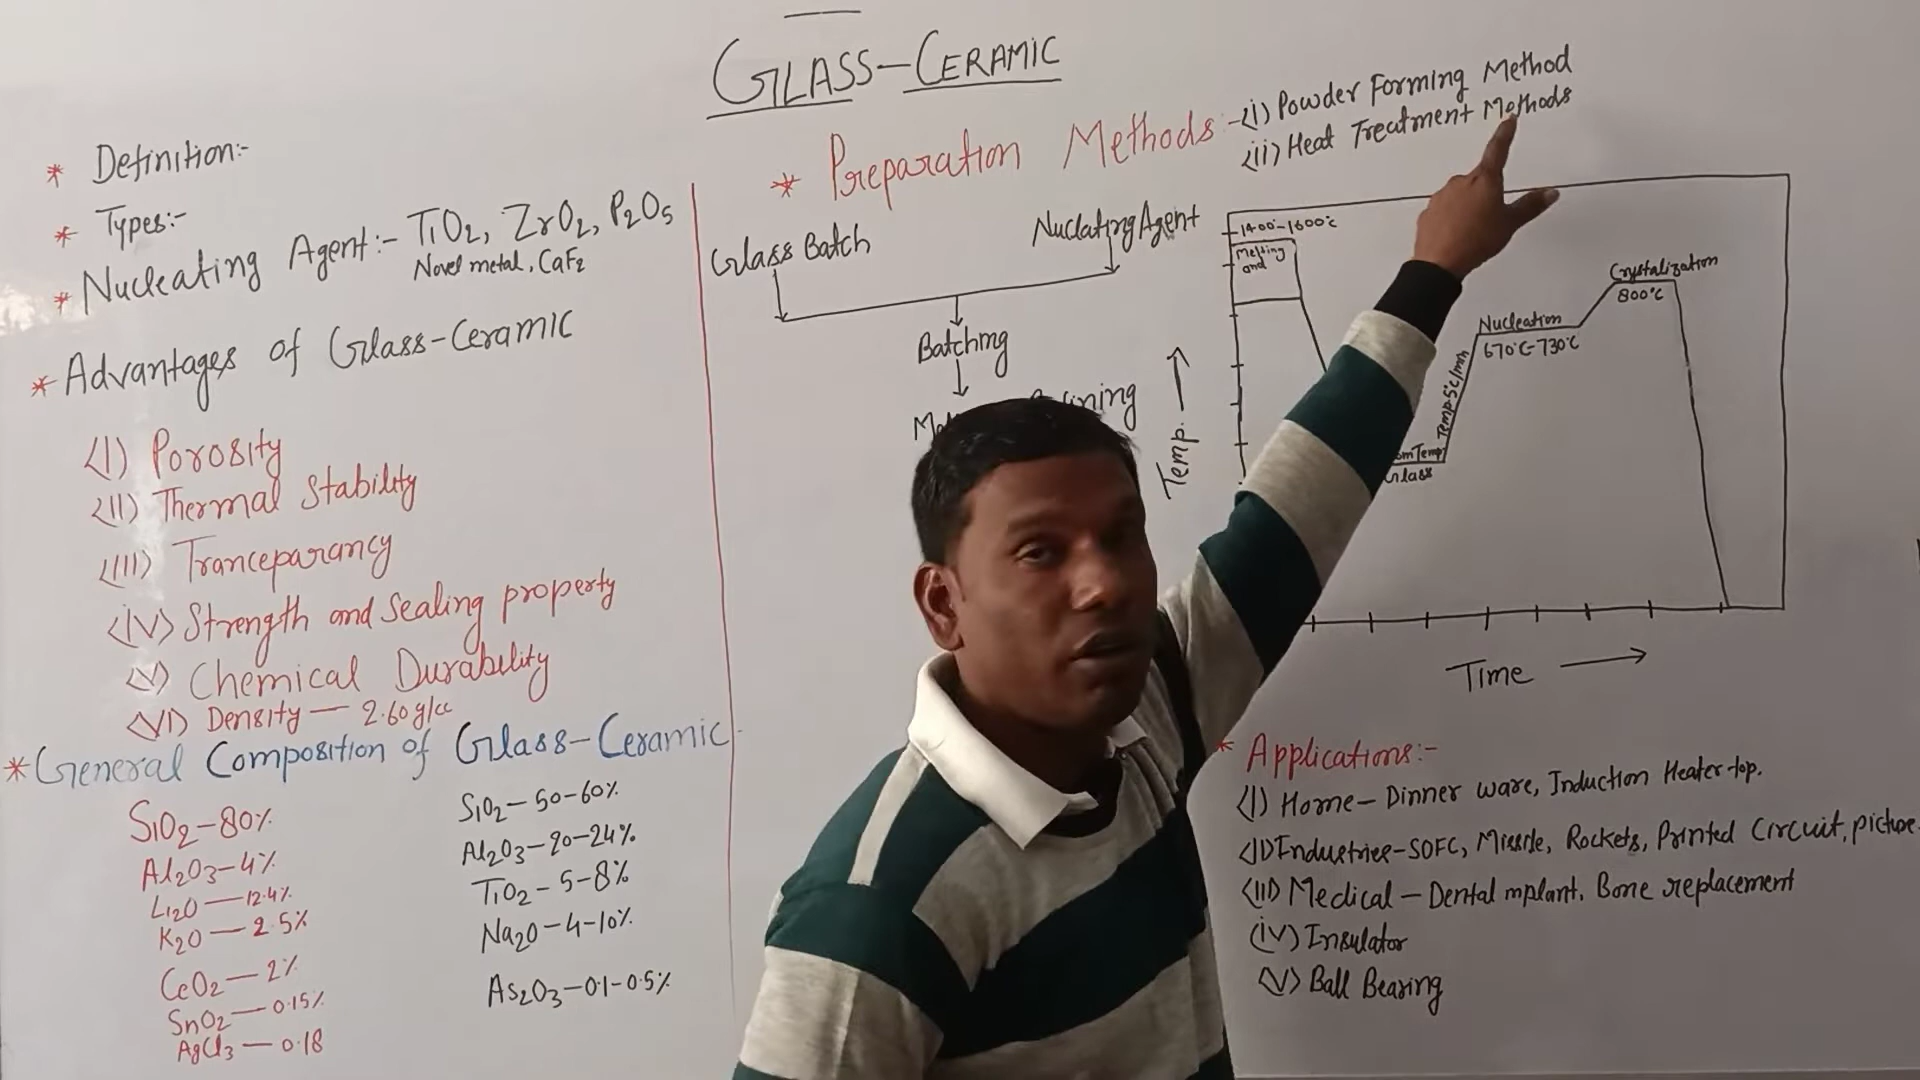 GLASS-CERAMIC
* Definition:-
* Types:-
* Nucleating Agent:- TiO2, ZrO2, P2O5
Novel metal, CaF2
* Advantages of Glass-Ceramic
(I) Porosity
(II) Thermal Stability
(III) Tranceparancy
(IV) Strength and Sealing property
(V) Chemical Durability
(VI) Density — 2.60 g/cc
* General Composition of Glass-Ceramic
SiO2-80%
Al2O3-4%
Li2O — 12.4%
K2O — 2.5%
CeO2 — 2%
SnO2 — 0.15%
AgCl3 — 0.18
SiO2 - 50-60%
Al2O3-20-24%
TiO2 - 5-8%
Na2O-4-10%
As2O3-0.1-0.5%
* Preparation Methods:- (i) Powder Forming Method
(ii) Heat Treatment Methods
Glass Batch
Nuclating Agent
Batching
Temp.
1400-1600°C
Melting
and
Temp
Glass
Temp 5°C/min
Nucleation
670°C-730°C
Crystalization
800°C
Time
* Applications:-
(I) Home - Dinner ware, Induction Heater top.
(II) Industries-SOFC, Missile, Rockets, Printed Circuit, picture
(III) Medical - Dental mplant, Bone replacement
(iv) Insulator
(V) Ball Bearing